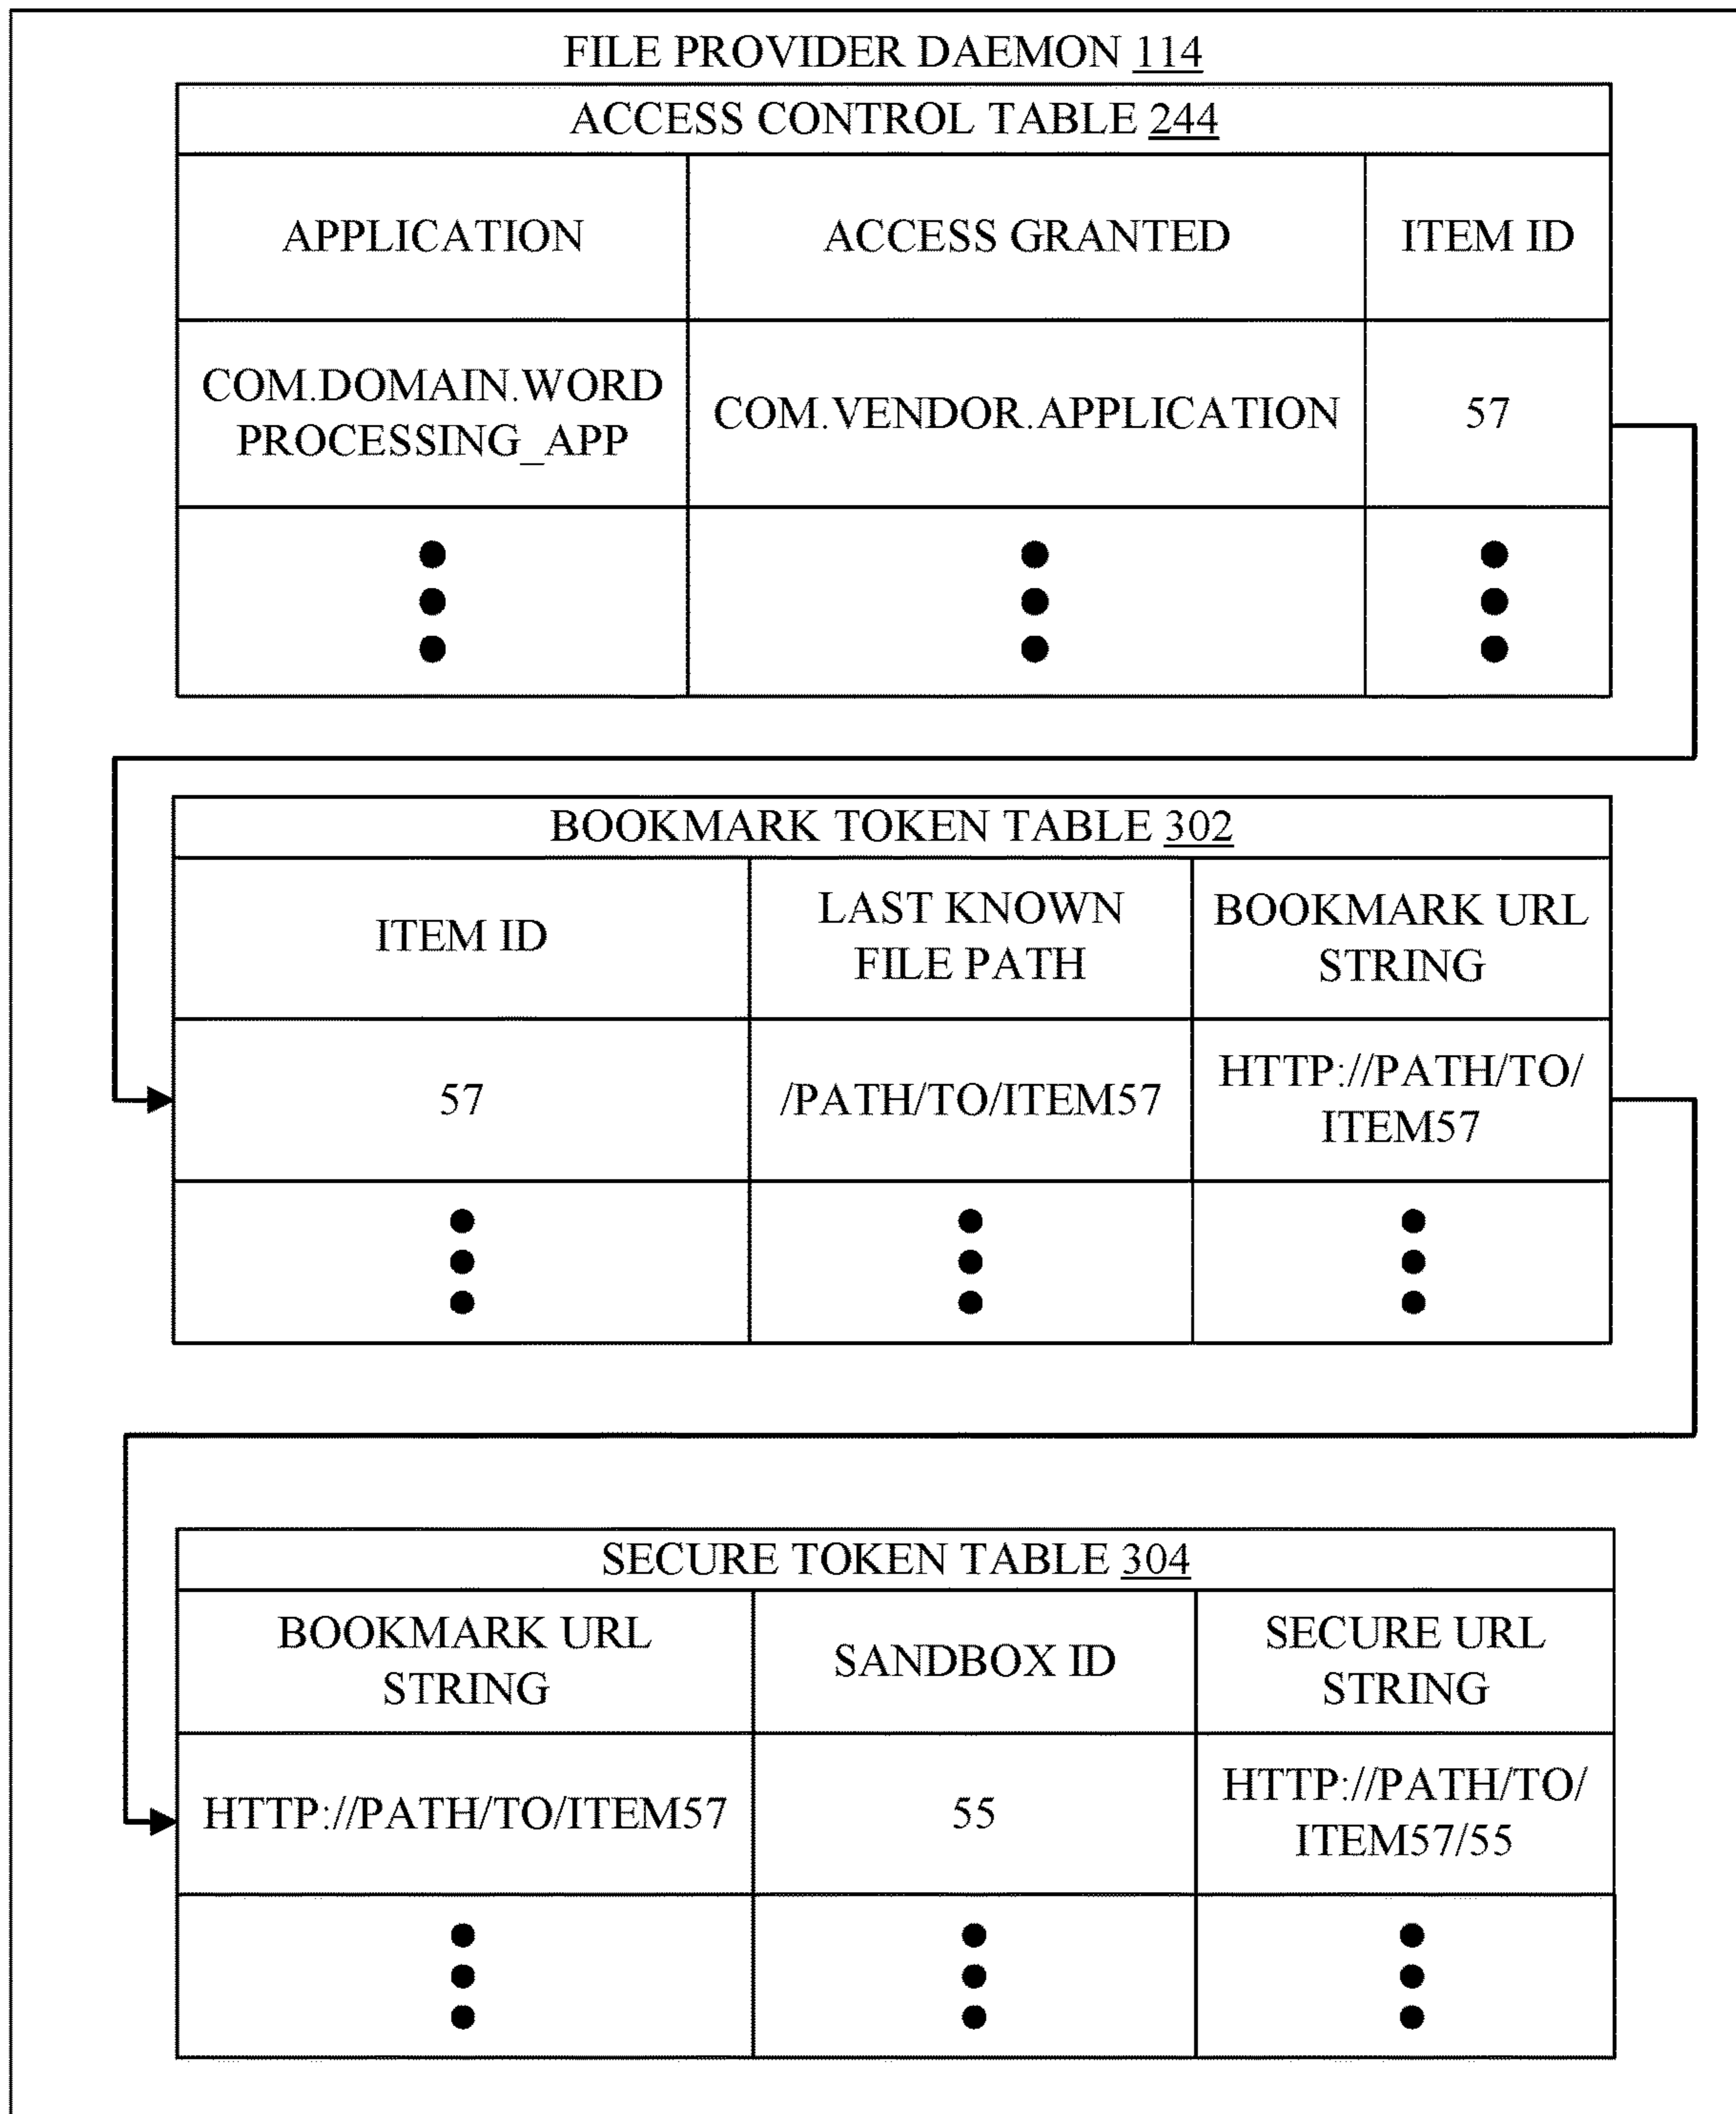 FILE PROVIDER DAEMON 114
ACCESS CONTROL TABLE 244
APPLICATION
ACCESS GRANTED
ITEM ID
COM.DOMAIN.WORD
PROCESSING_APP
COM.VENDOR.APPLICATION
57
BOOKMARK TOKEN TABLE 302
ITEM ID
LAST KNOWN
FILE PATH
BOOKMARK URL
STRING
57
/PATH/TO/ITEM57
HTTP://PATH/TO/
ITEM57
SECURE TOKEN TABLE 304
BOOKMARK URL
STRING
SANDBOX ID
SECURE URL
STRING
HTTP://PATH/TO/ITEM57
55
HTTP://PATH/TO/
ITEM57/55